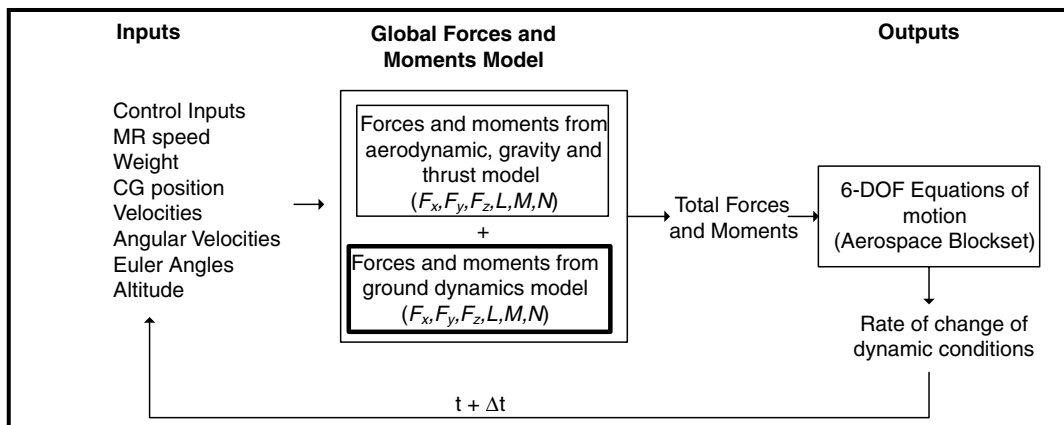 Inputs
Global Forces and
Moments Model
Outputs
Control Inputs
MR speed
Weight
CG position
Velocities
Angular Velocities
Euler Angles
Altitude
Forces and moments from
aerodynamic, gravity and
thrust model
(Fx,Fy,Fz,L,M,N)
+
Forces and moments from
ground dynamics model
(Fx,Fy,Fz,L,M,N)
Total Forces
and Moments
6-DOF Equations of
motion
(Aerospace Blockset)
Rate of change of
dynamic conditions
t + Δt